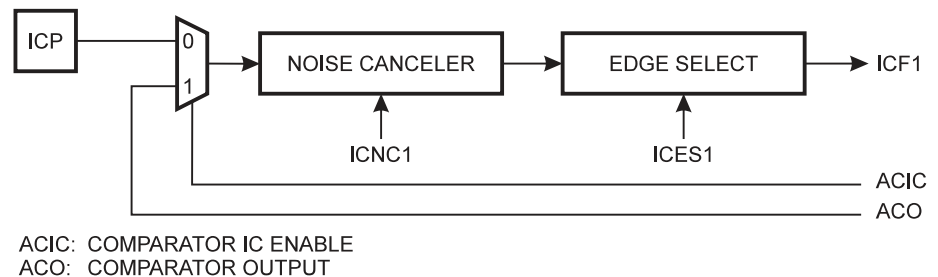 ICP
0
1
NOISE CANCELER
EDGE SELECT
ICF1
ICNC1
ICES1
ACIC
ACO
ACIC: COMPARATOR IC ENABLE
ACO: COMPARATOR OUTPUT